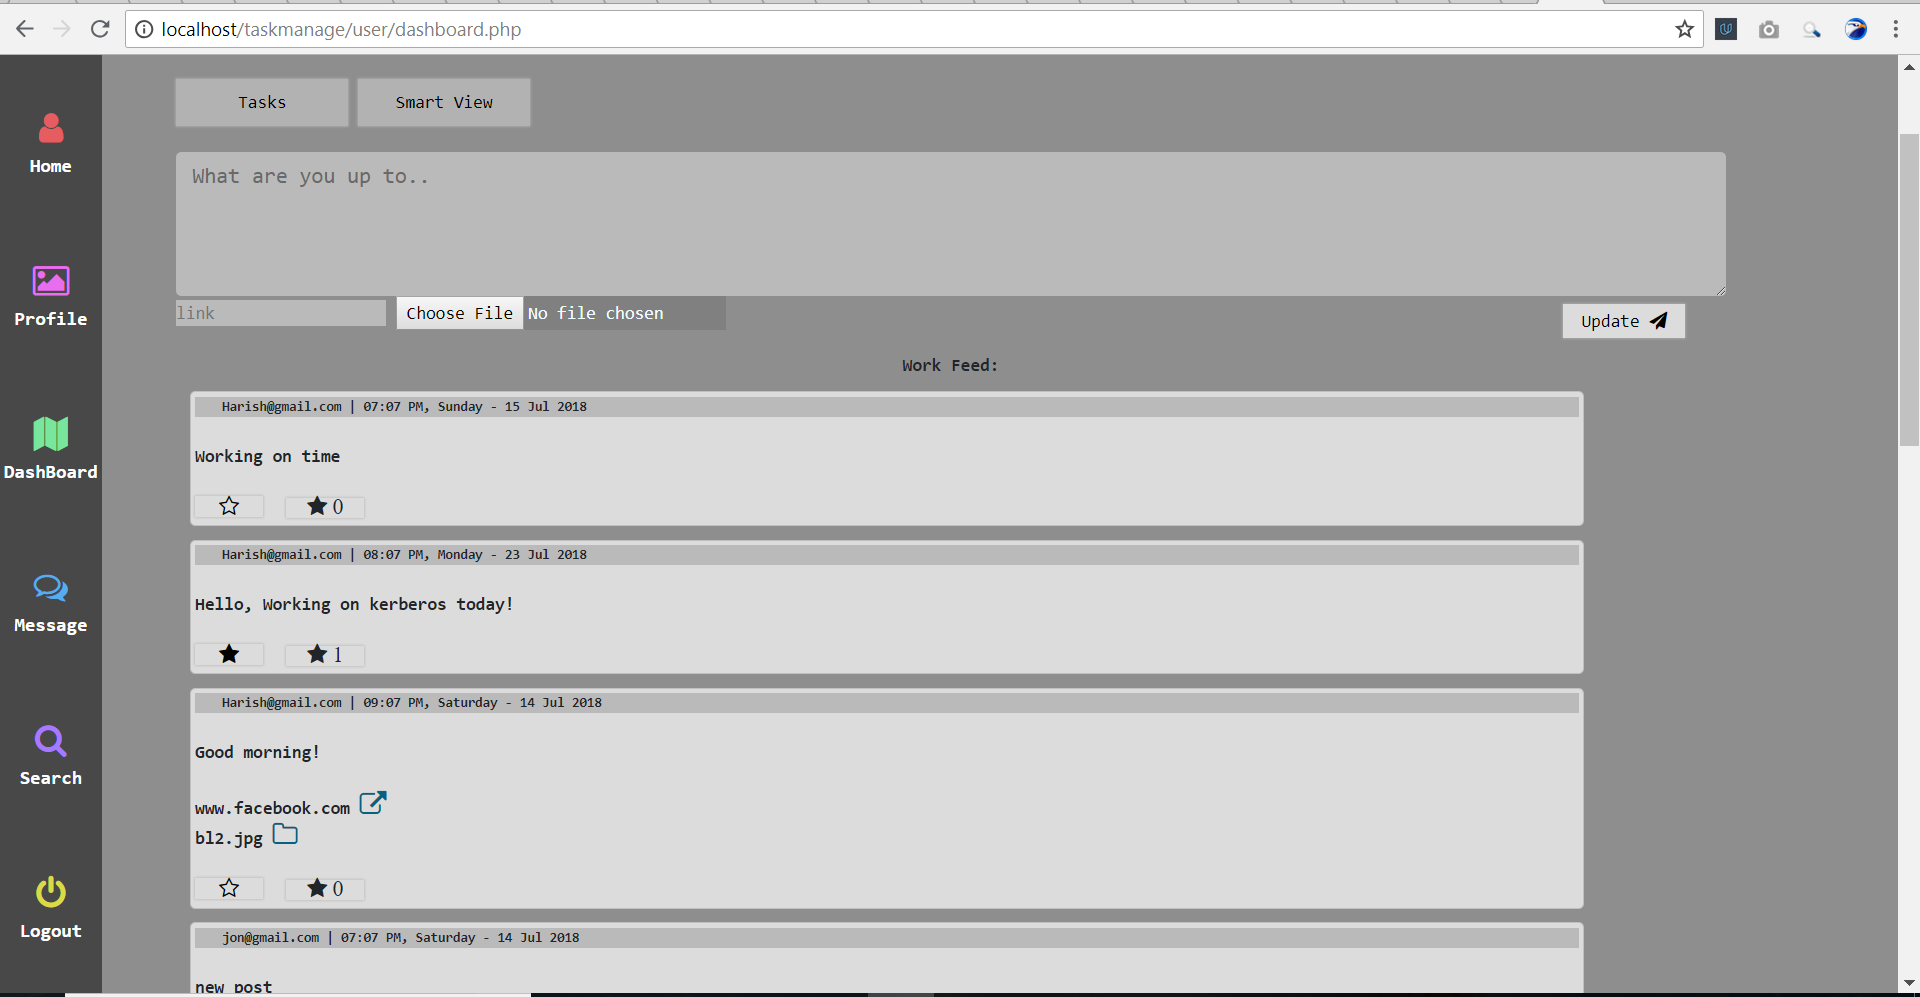 localhost/taskmanage/user/dashboard.php
Home
Profile
DashBoard
Message
Search
Logout
Tasks
Smart View
What are you up to..
link
Choose File No file chosen
Update
Work Feed:
Harish@gmail.com | 07:07 PM, Sunday - 15 Jul 2018
Working on time
0
Harish@gmail.com | 08:07 PM, Monday - 23 Jul 2018
Hello, Working on kerberos today!
1
Harish@gmail.com | 09:07 PM, Saturday - 14 Jul 2018
Good morning!
www.facebook.com
bl2.jpg
0
jon@gmail.com | 07:07 PM, Saturday - 14 Jul 2018
new post